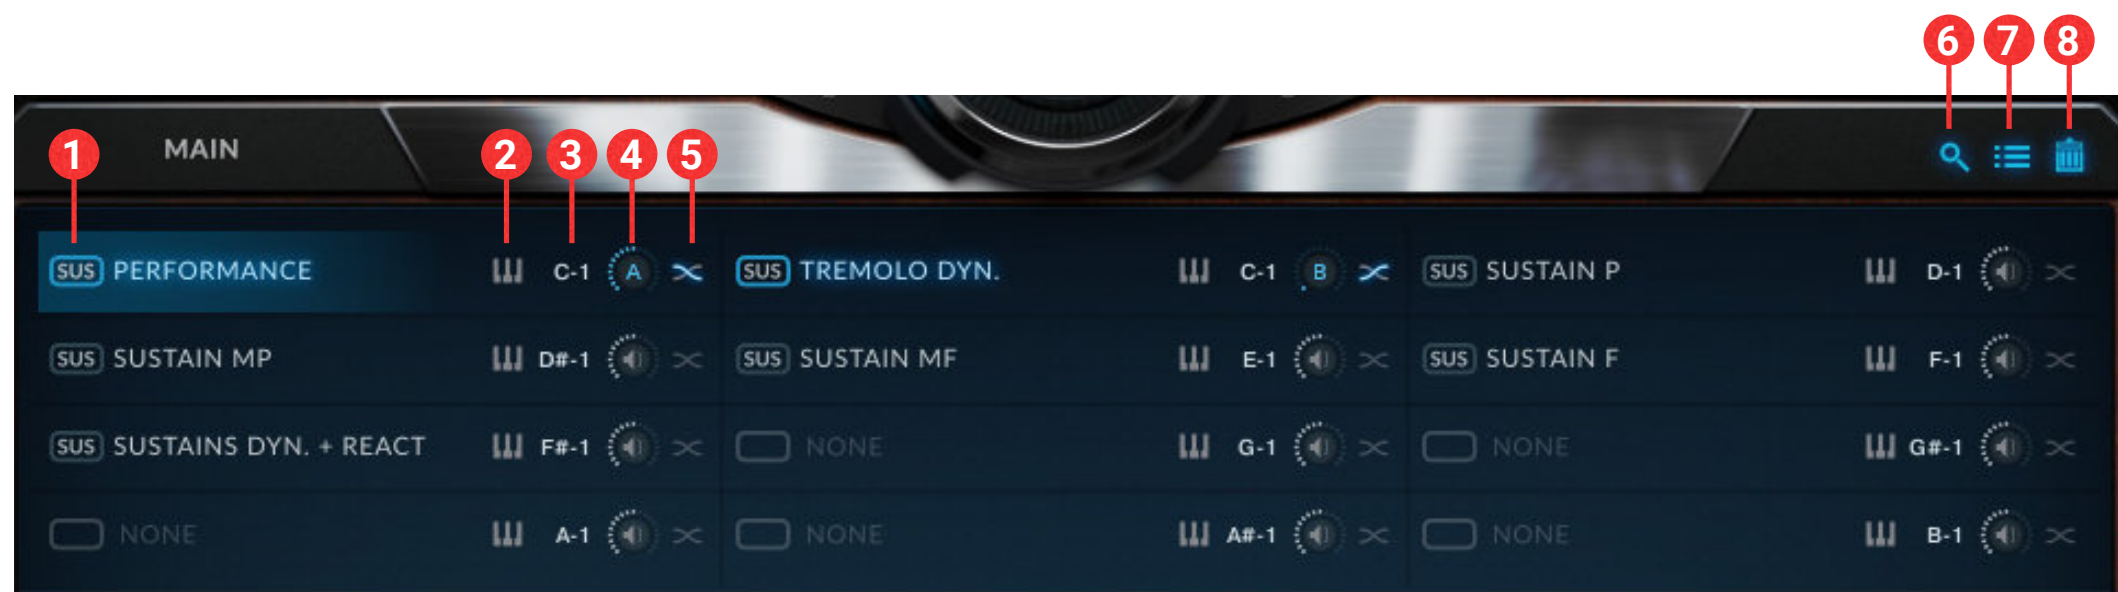 6 7 8
1 MAIN 2 3 4 5
SUS PERFORMANCE C-1 A SUS TREMOLO DYN. C-1 B SUS SUSTAIN P D-1
SUS SUSTAIN MP D#-1 SUS SUSTAIN MF E-1 SUS SUSTAIN F F-1
SUS SUSTAINS DYN. + REACT F#-1 NONE G-1 NONE G#-1
NONE A-1 NONE A#-1 NONE B-1